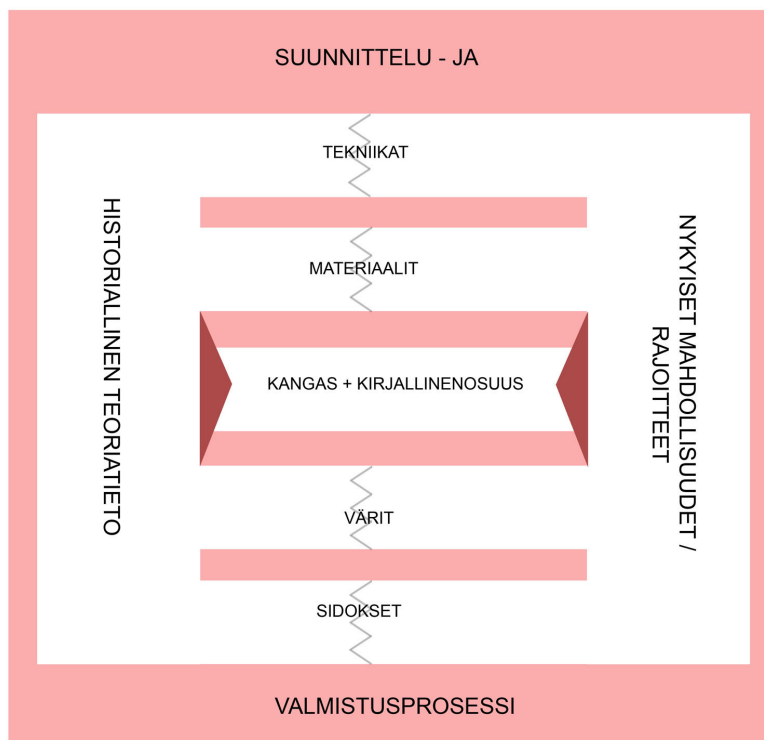 SUUNNITTELU - JA
TEKNIIKAT
MATERIAALIT
HISTORIALLINEN TEORIATIETO
NYKYISET MAHDOLLISUUDET /
RAJOITTEET
KANGAS + KIRJALLINENOSUUS
VÄRIT
SIDOKSET
VALMISTUSPROSESSI